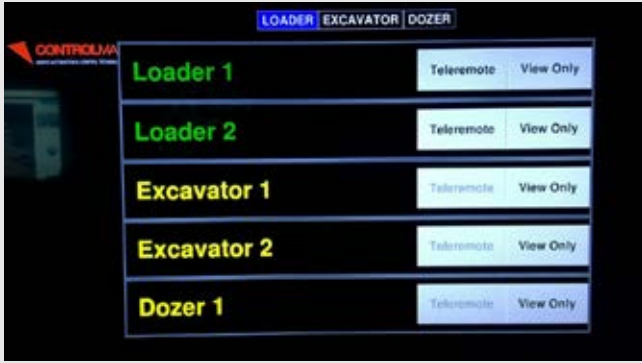 LOADER EXCAVATOR DOZER
CONTROLMA
Loader 1 Teleremote View Only
Loader 2 Teleremote View Only
Excavator 1 Teleremote View Only
Excavator 2 Teleremote View Only
Dozer 1 Teleremote View Only